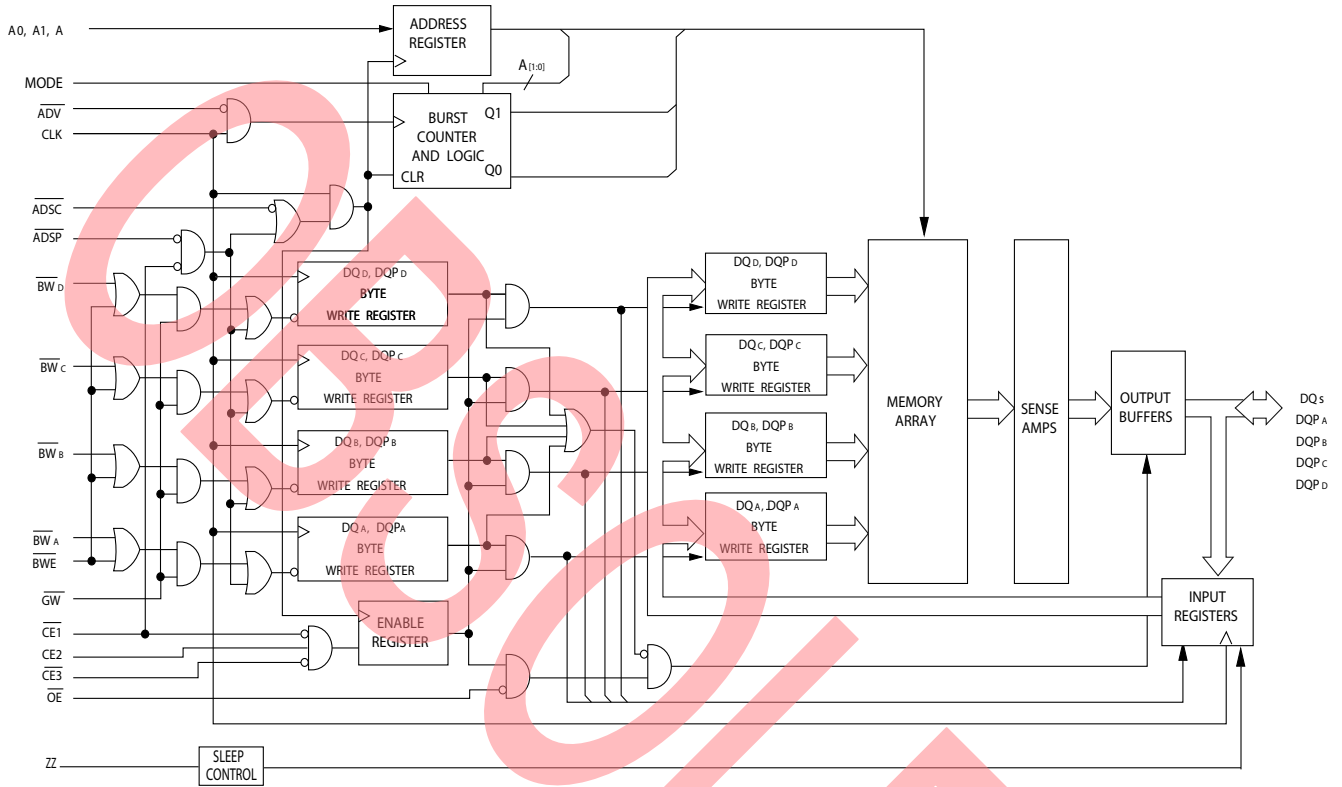 A0, A1, A
ADDRESS
REGISTER
MODE
A[1:0]
ADV
CLK
BURST
COUNTER
AND LOGIC
CLR
Q1
Q0
ADSC
ADSP
BWD
BWC
BWB
BWA
BWE
GW
CE1
CE2
CE3
OE
ZZ
SLEEP
CONTROL
DQD, DQPD
BYTE
WRITE REGISTER
DQC, DQPC
BYTE
WRITE REGISTER
DQB, DQPB
BYTE
WRITE REGISTER
DQA, DQPA
BYTE
WRITE REGISTER
ENABLE
REGISTER
DQD, DQPD
BYTE
WRITE REGISTER
DQC, DQPC
BYTE
WRITE REGISTER
DQB, DQPB
BYTE
WRITE REGISTER
DQA, DQPA
BYTE
WRITE REGISTER
MEMORY
ARRAY
SENSE
AMPS
OUTPUT
BUFFERS
INPUT
REGISTERS
DQs
DQPA
DQPB
DQPC
DQPD